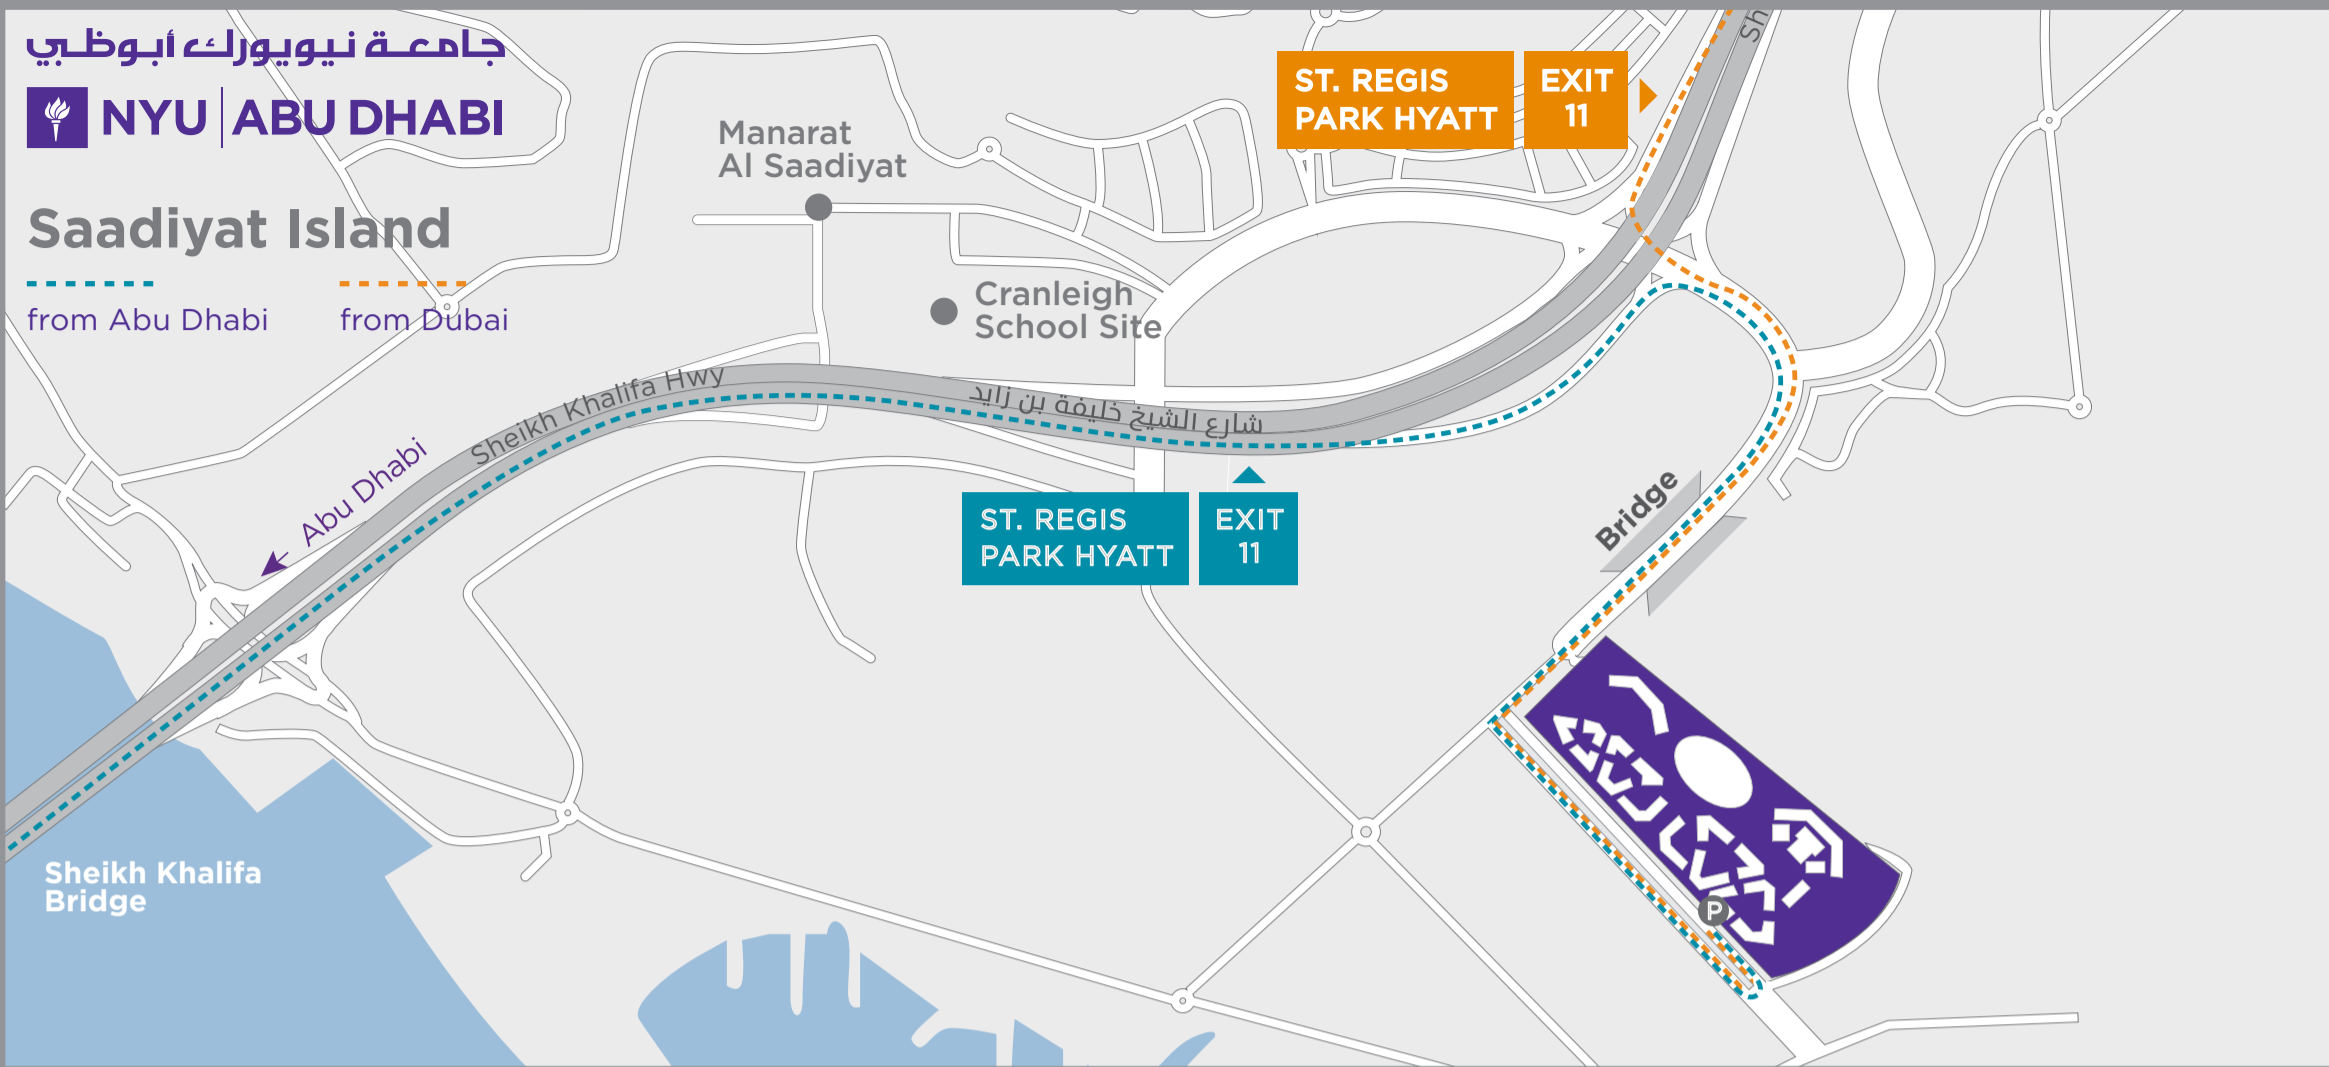 جامعة نيويورك أبوظبي
NYU ABU DHABI
Saadiyat Island
from Abu Dhabi
from Dubai
Manarat
Al Saadiyat
ST. REGIS
PARK HYATT
EXIT
11
Sh
Cranleigh
School Site
Sheikh Khalifa Hwy
شارع الشيخ خليفة بن زايد
Abu Dhabi
ST. REGIS
PARK HYATT
EXIT
11
Bridge
Sheikh Khalifa
Bridge
P